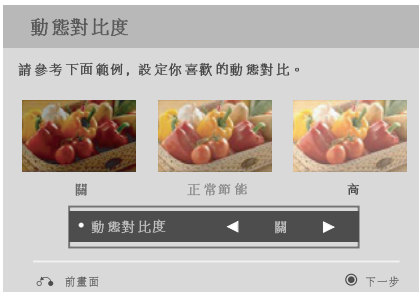 動態對比度
請參考下面範例，設定你喜歡的動態對比。
關 正常節能 高
• 動態對比度 ◀ 關 ▶
前畫面 ◉ 下一步